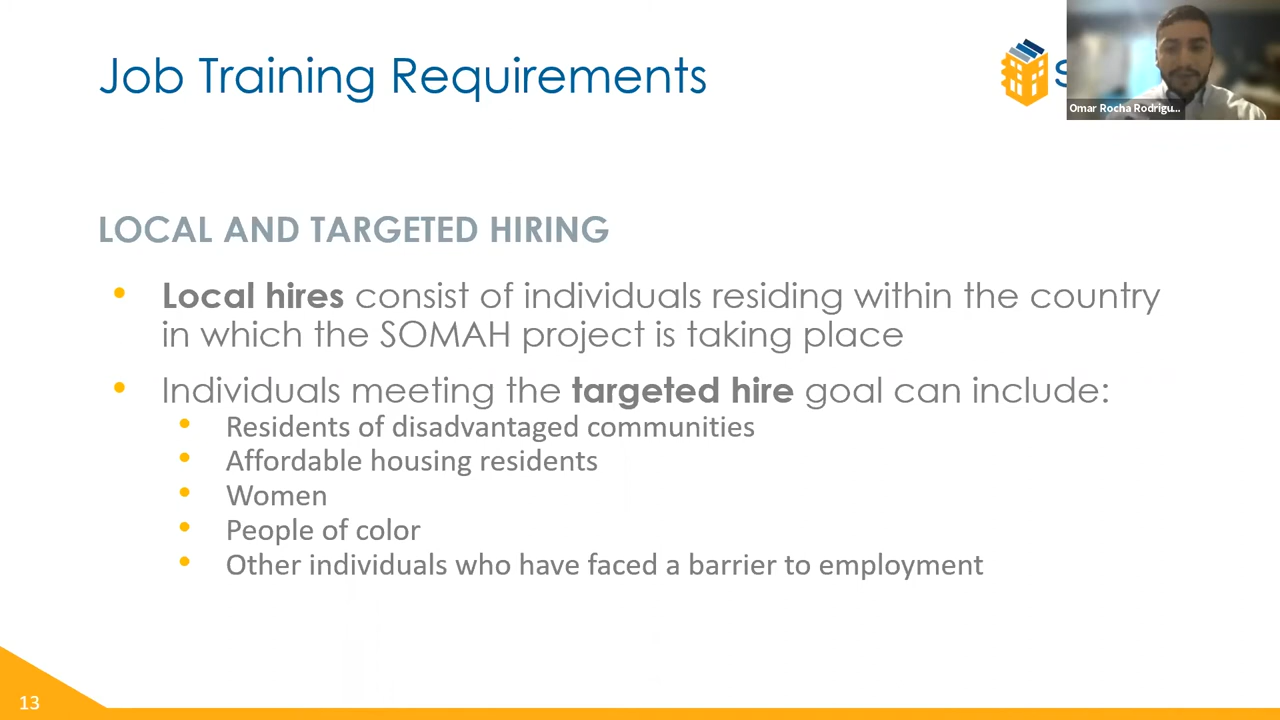 Job Training Requirements
Omar Rocha Rodrigu...
LOCAL AND TARGETED HIRING
• Local hires consist of individuals residing within the country
in which the SOMAH project is taking place
• Individuals meeting the targeted hire goal can include:
• Residents of disadvantaged communities
• Affordable housing residents
• Women
• People of color
• Other individuals who have faced a barrier to employment
13